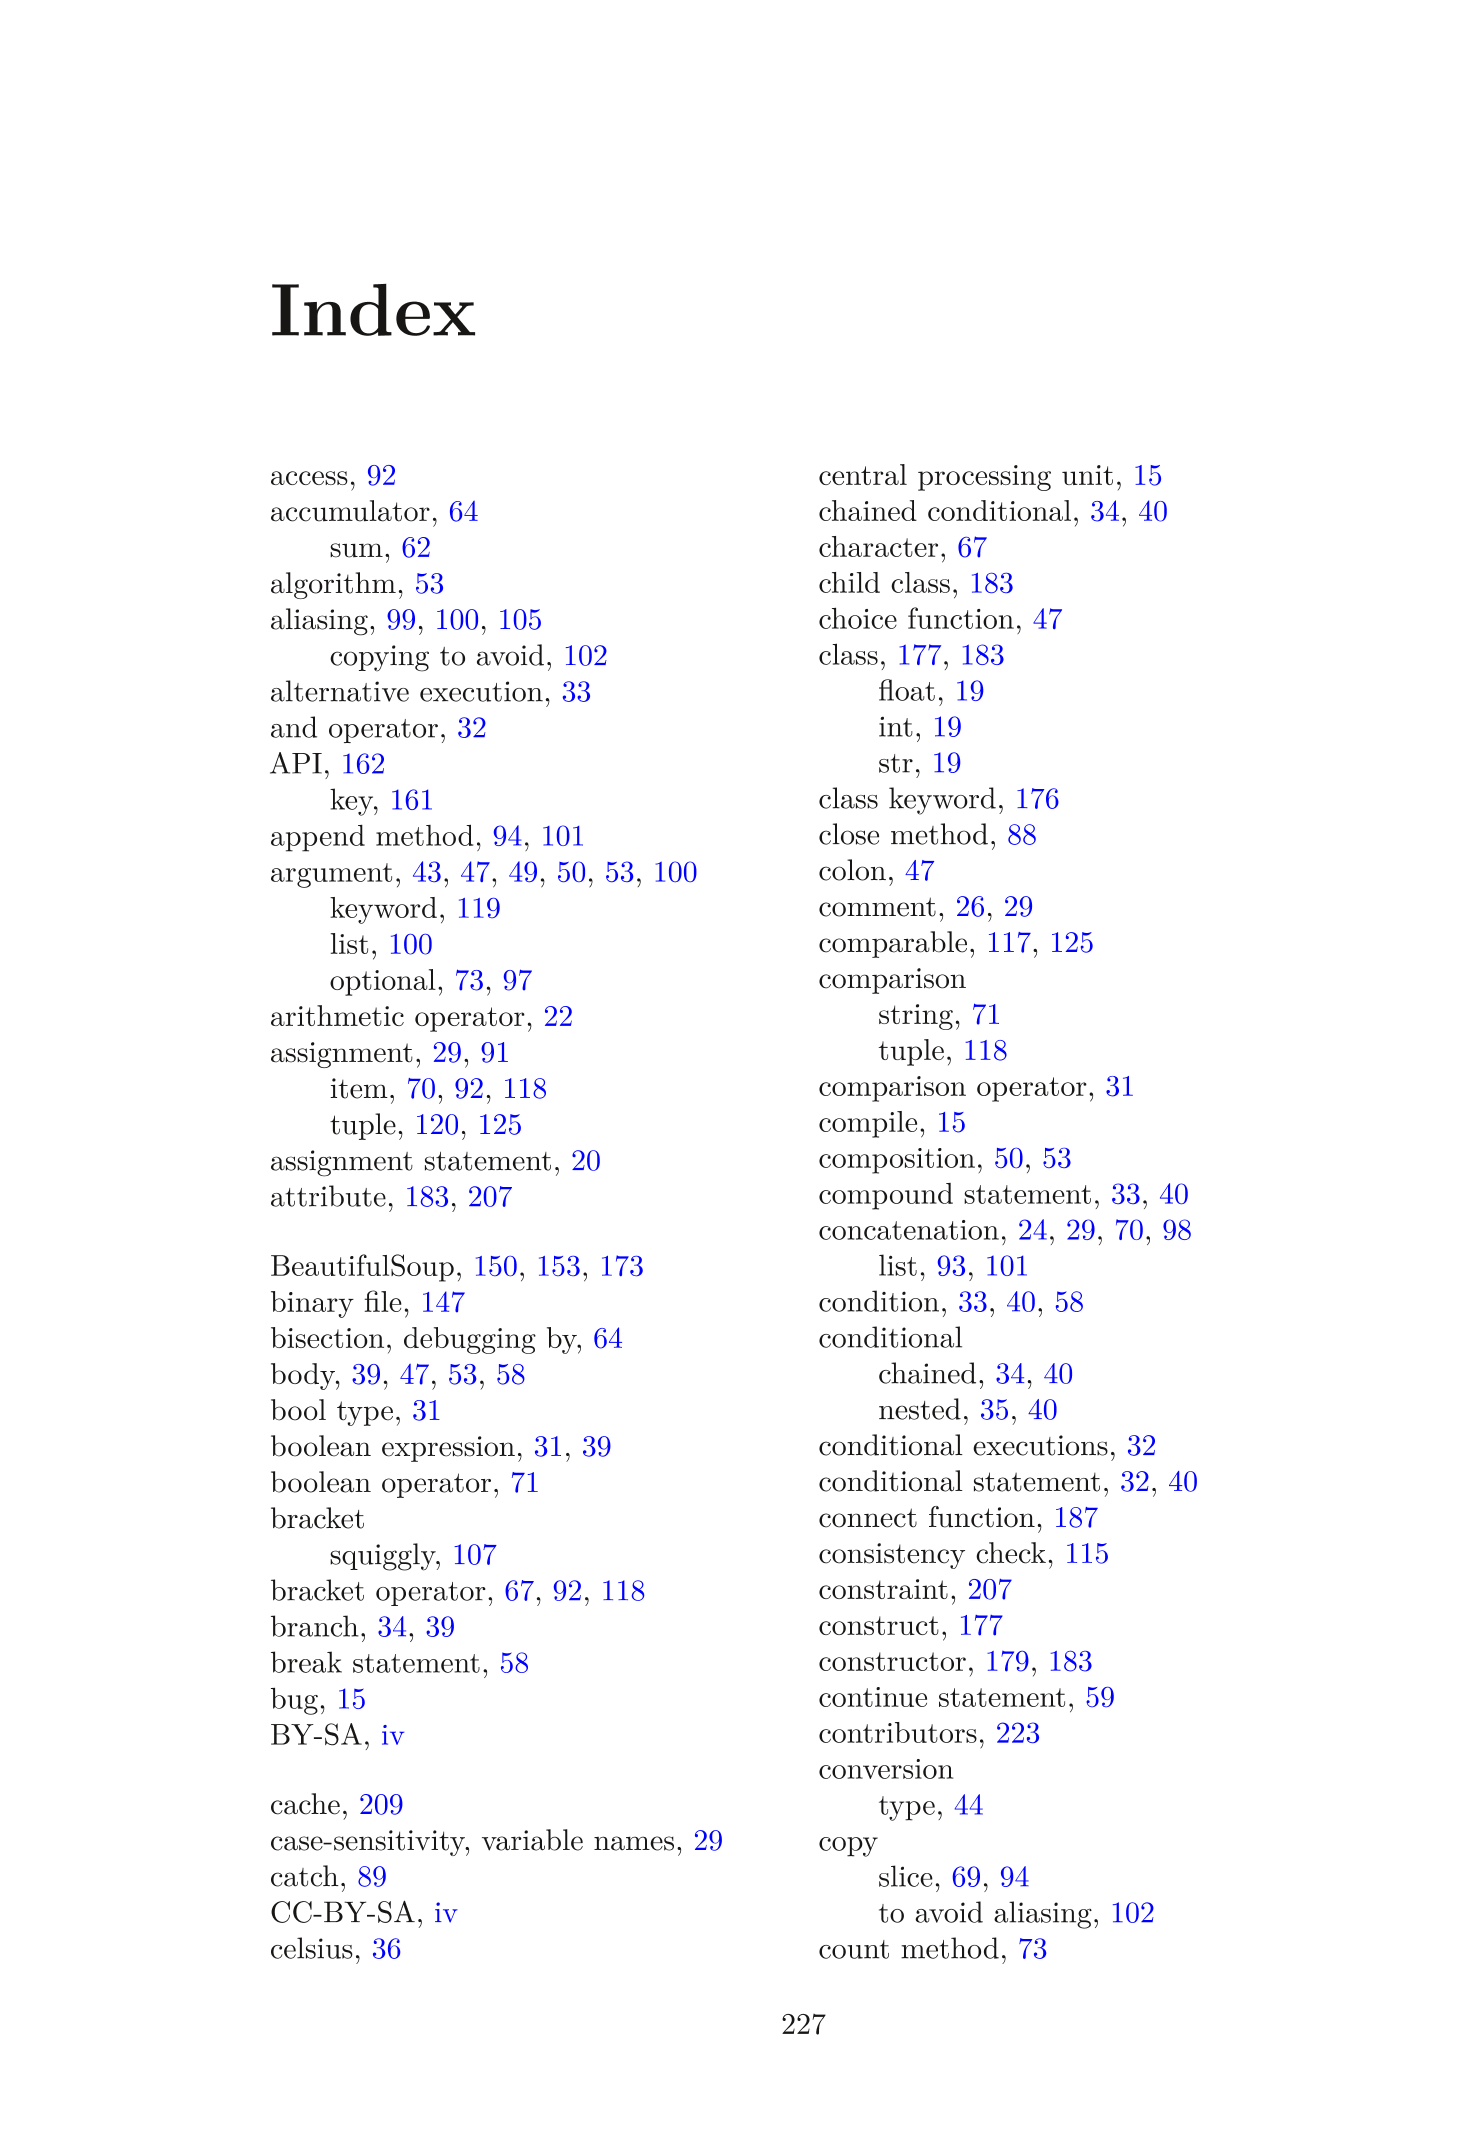 Index
access, 92
accumulator, 64
sum, 62
algorithm, 53
aliasing, 99, 100, 105
copying to avoid, 102
alternative execution, 33
and operator, 32
API, 162
key, 161
append method, 94, 101
argument, 43, 47, 49, 50, 53, 100
keyword, 119
list, 100
optional, 73, 97
arithmetic operator, 22
assignment, 29, 91
item, 70, 92, 118
tuple, 120, 125
assignment statement, 20
attribute, 183, 207
BeautifulSoup, 150, 153, 173
binary file, 147
bisection, debugging by, 64
body, 39, 47, 53, 58
bool type, 31
boolean expression, 31, 39
boolean operator, 71
bracket
squiggly, 107
bracket operator, 67, 92, 118
branch, 34, 39
break statement, 58
bug, 15
BY-SA, iv
cache, 209
case-sensitivity, variable names, 29
catch, 89
CC-BY-SA, iv
celsius, 36
central processing unit, 15
chained conditional, 34, 40
character, 67
child class, 183
choice function, 47
class, 177, 183
float, 19
int, 19
str, 19
class keyword, 176
close method, 88
colon, 47
comment, 26, 29
comparable, 117, 125
comparison
string, 71
tuple, 118
comparison operator, 31
compile, 15
composition, 50, 53
compound statement, 33, 40
concatenation, 24, 29, 70, 98
list, 93, 101
condition, 33, 40, 58
conditional
chained, 34, 40
nested, 35, 40
conditional executions, 32
conditional statement, 32, 40
connect function, 187
consistency check, 115
constraint, 207
construct, 177
constructor, 179, 183
continue statement, 59
contributors, 223
conversion
type, 44
copy
slice, 69, 94
to avoid aliasing, 102
count method, 73
227